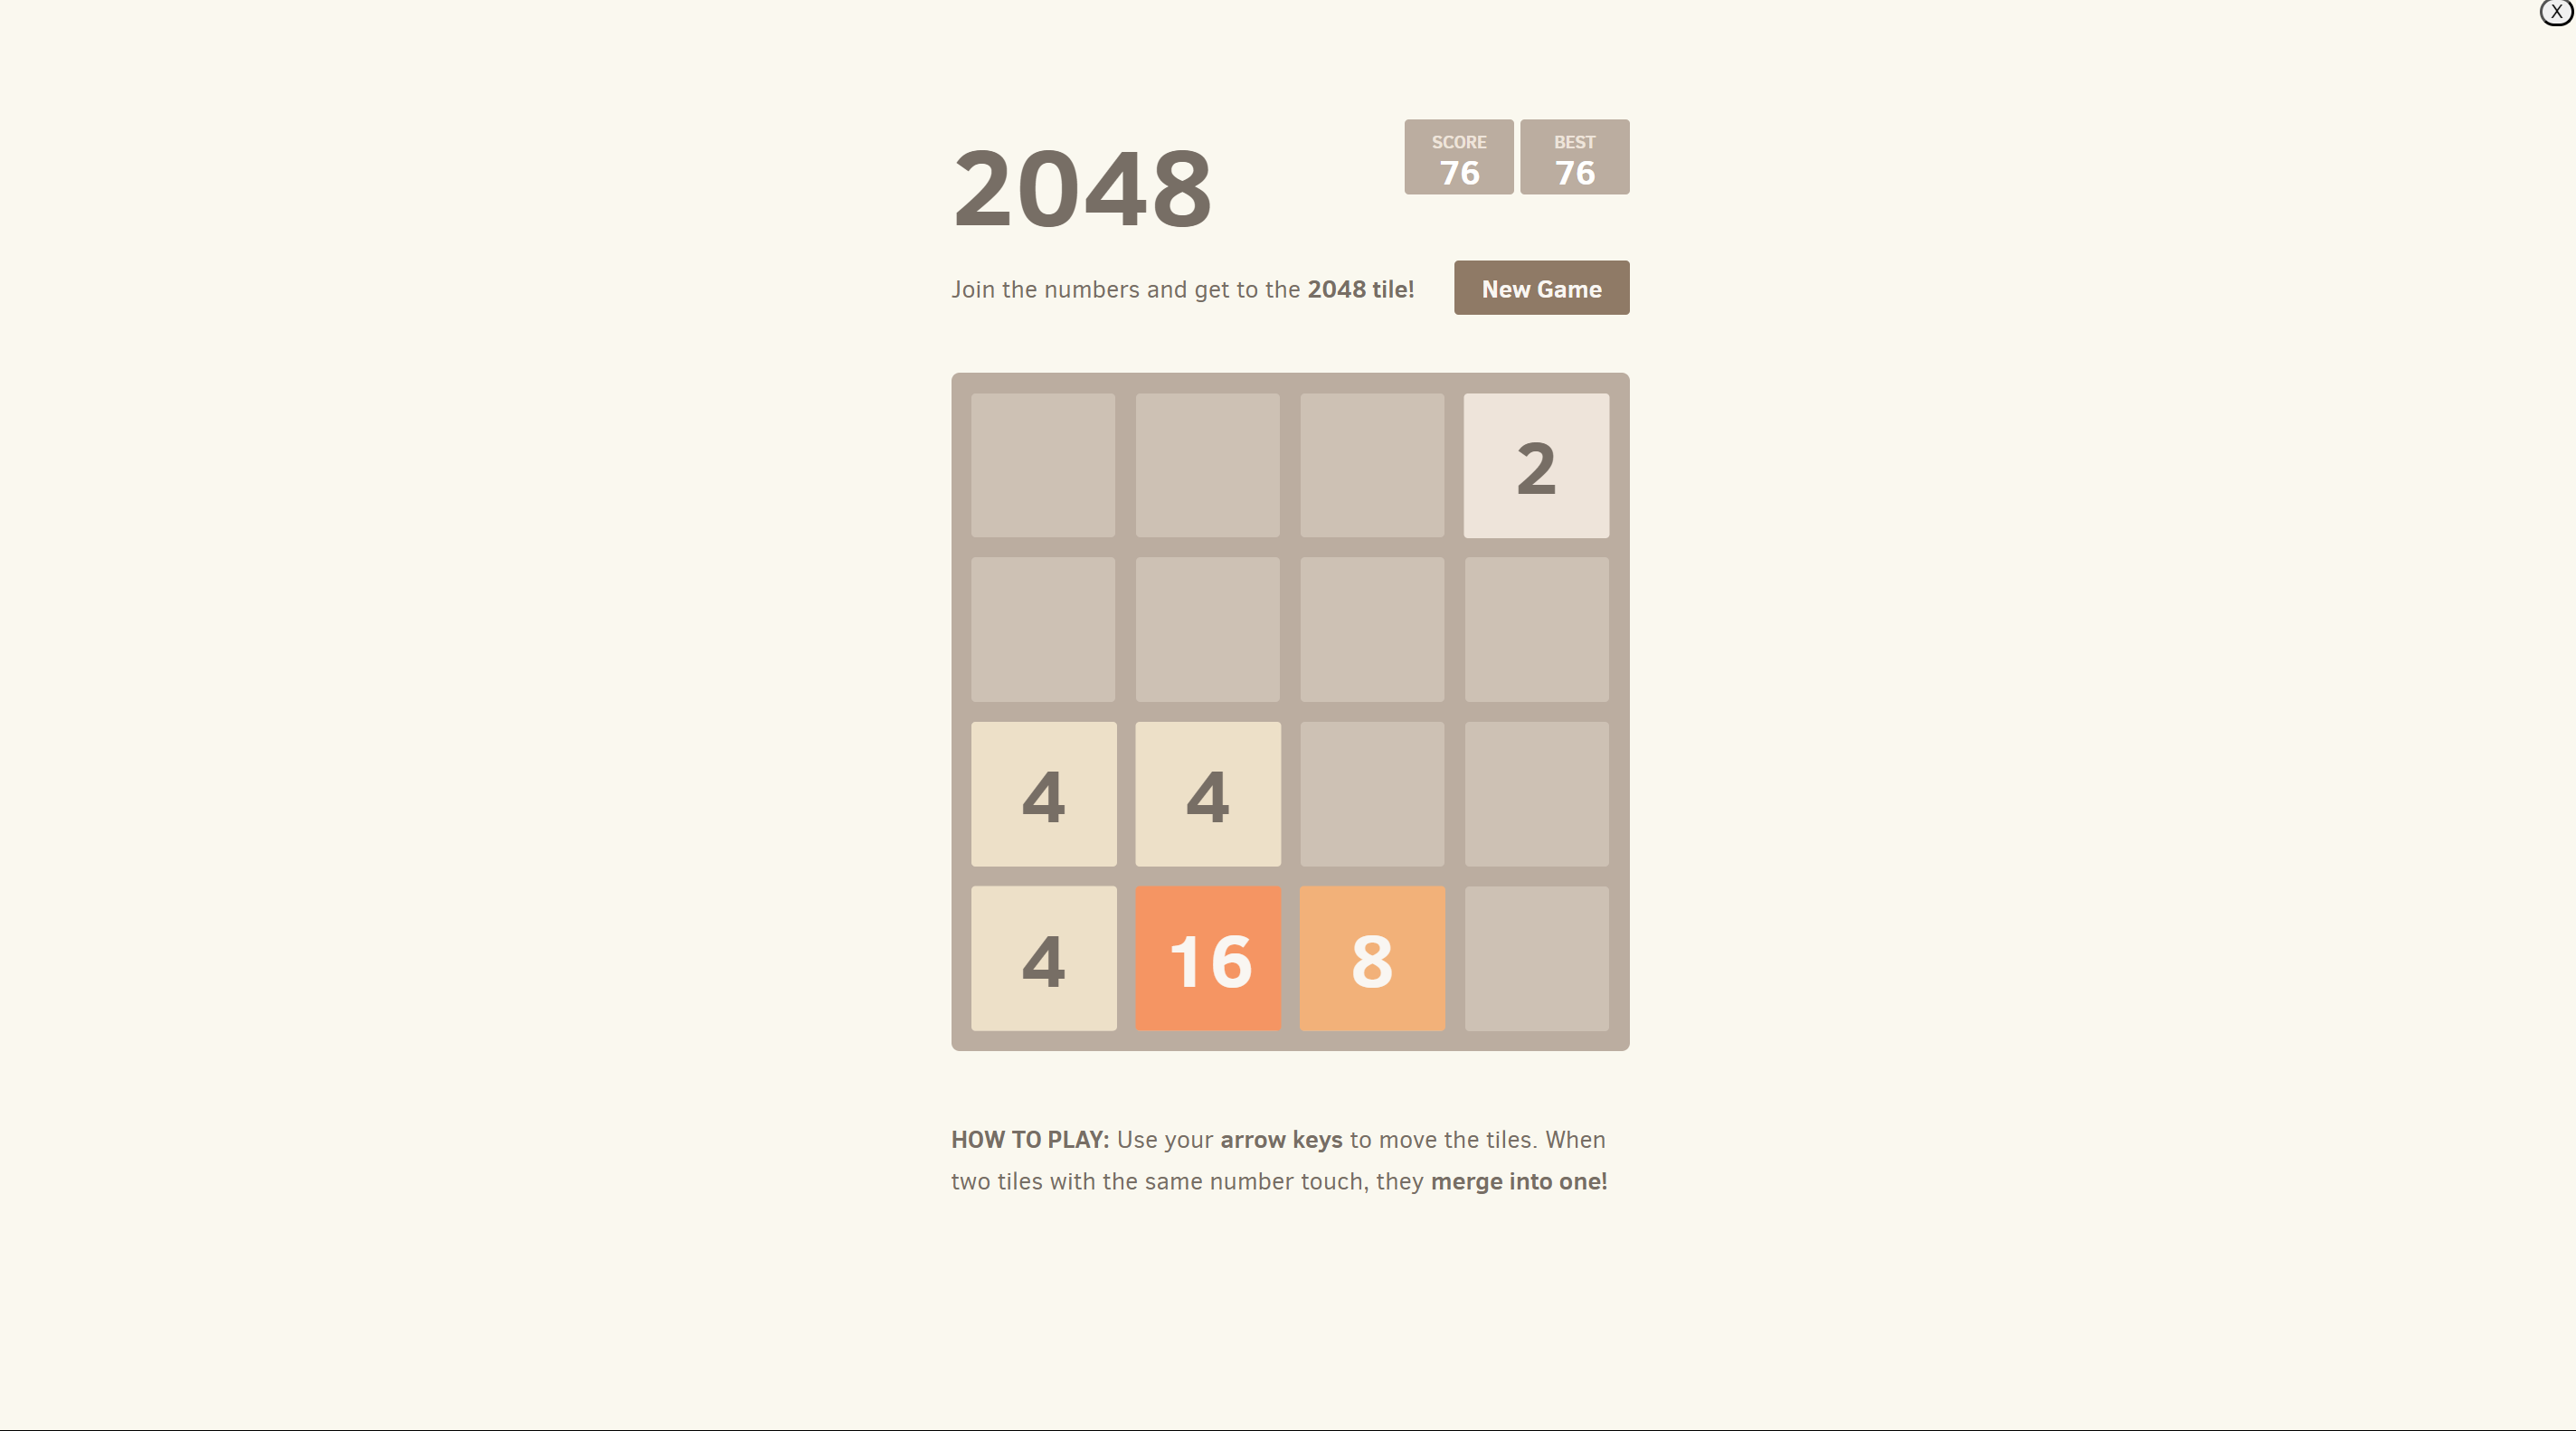 X
2048
SCORE
76
BEST
76
Join the numbers and get to the 2048 tile!
New Game
2
4 4
4 16 8
HOW TO PLAY: Use your arrow keys to move the tiles. When
two tiles with the same number touch, they merge into one!